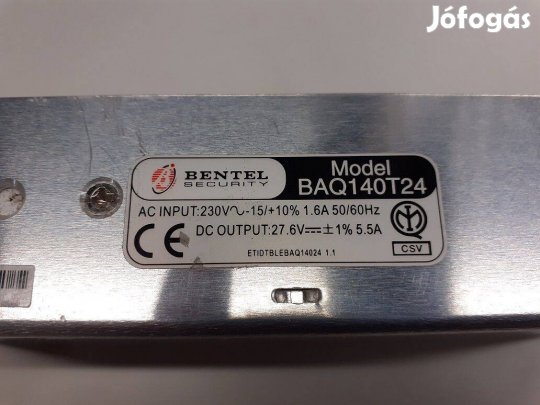 Jófogás
BENTEL
SECURITY
Model
BAQ140T24
AC INPUT:230V∿-15/+10% 1.6A 50/60Hz
DC OUTPUT:27.6V⎓±1% 5.5A
CE
CSV
ETIDTBLEBAQ14024 1.1